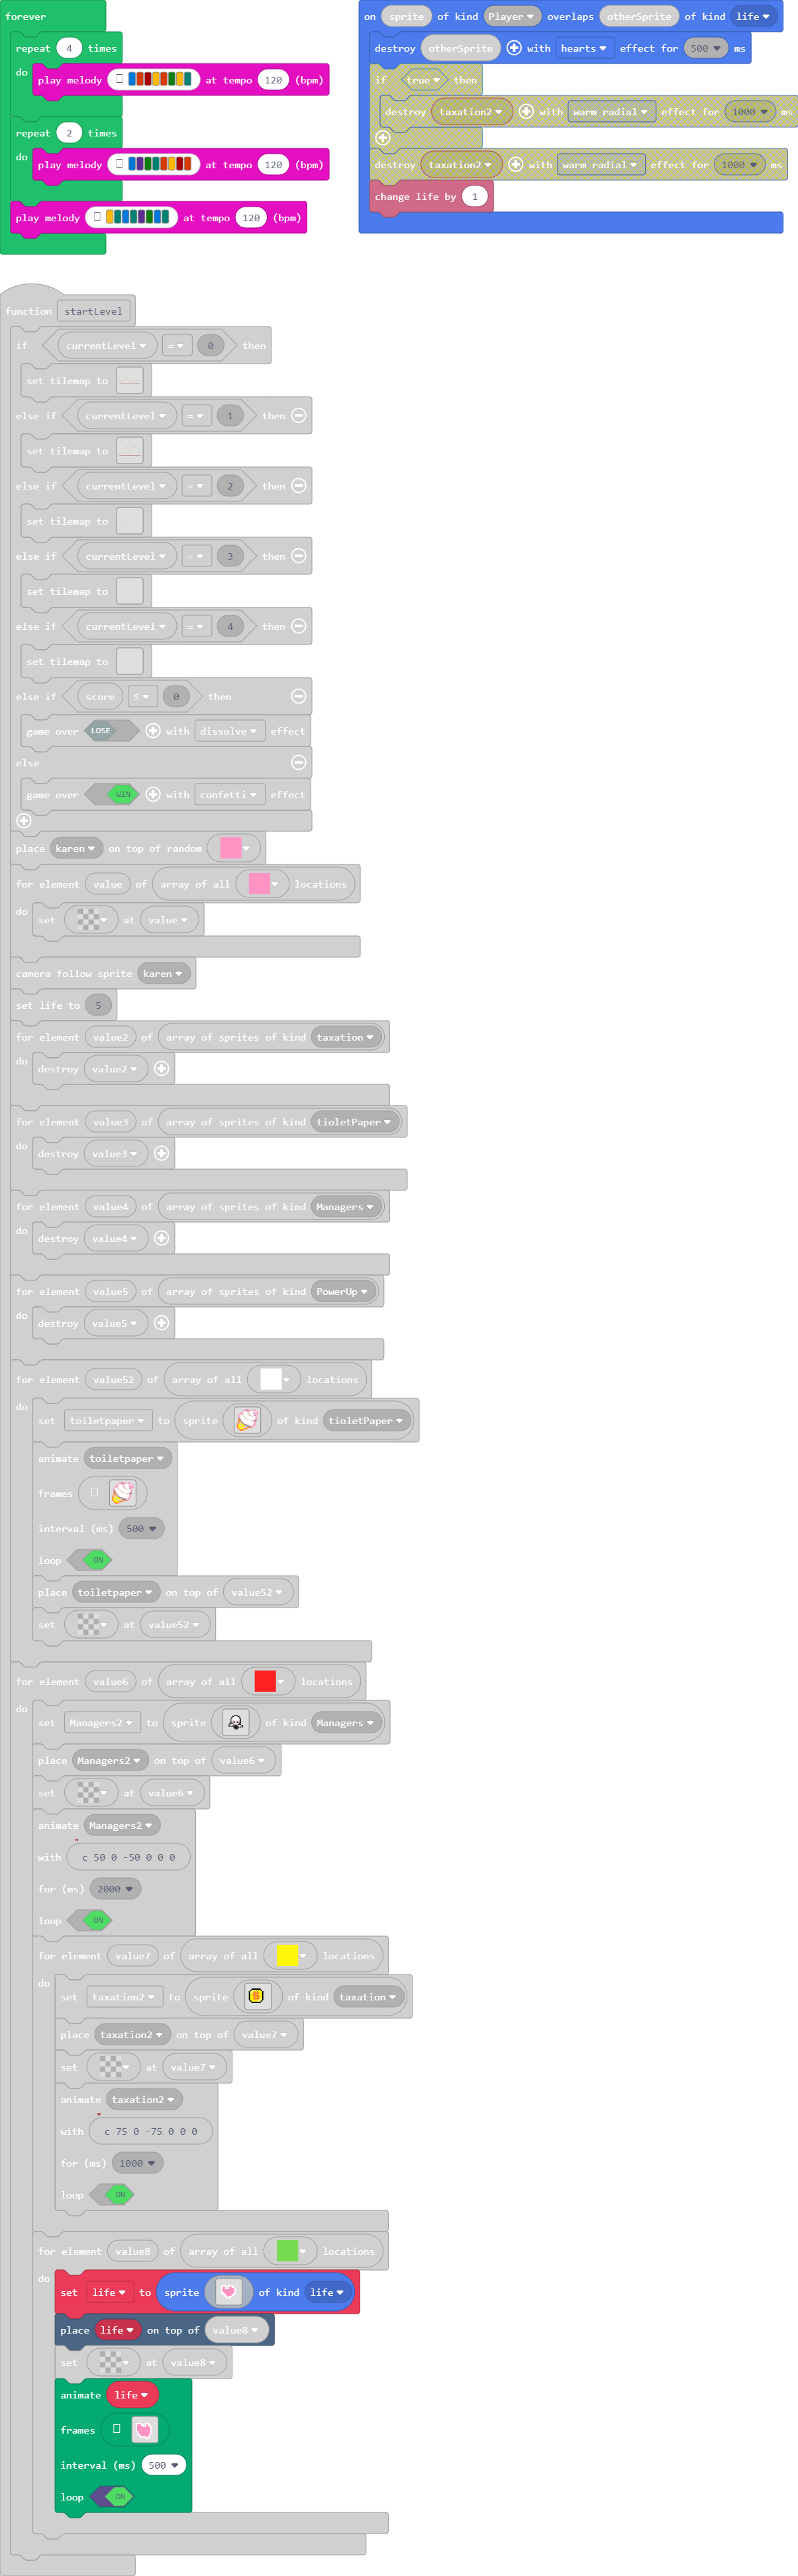 forever
repeat 4 times
do
play melody at tempo 120 (bpm)
repeat 2 times
do
play melody at tempo 120 (bpm)
play melody at tempo 120 (bpm)
on sprite of kind Player overlaps otherSprite of kind life
destroy otherSprite with hearts effect for 500 ms
if true then
destroy taxation2 with warm radial effect for 1000 ms
destroy taxation2 with warm radial effect for 1000 ms
change life by 1
function startLevel
if currentLevel = 0 then
set tilemap to
else if currentLevel = 1 then
set tilemap to
else if currentLevel = 2 then
set tilemap to
else if currentLevel = 3 then
set tilemap to
else if currentLevel = 4 then
set tilemap to
else if score ≤ 0 then
game over LOSE with dissolve effect
else
game over WIN with confetti effect
place karen on top of random
for element value of array of all locations
do
set at value
camera follow sprite karen
set life to 5
for element value2 of array of sprites of kind taxation
do
destroy value2
for element value3 of array of sprites of kind tioletPaper
do
destroy value3
for element value4 of array of sprites of kind Managers
do
destroy value4
for element value5 of array of sprites of kind PowerUp
do
destroy value5
for element value52 of array of all locations
do
set toiletpaper to sprite of kind tioletPaper
animate toiletpaper
frames
interval (ms) 500
loop ON
place toiletpaper on top of value52
set at value52
for element value6 of array of all locations
do
set Managers2 to sprite of kind Managers
place Managers2 on top of value6
set at value6
animate Managers2
with " c 50 0 -50 0 0 0
for (ms) 2000
loop ON
for element value7 of array of all locations
do
set taxation2 to sprite of kind taxation
place taxation2 on top of value7
set at value7
animate taxation2
with " c 75 0 -75 0 0 0
for (ms) 1000
loop ON
for element value8 of array of all locations
do
set life to sprite of kind life
place life on top of value8
set at value8
animate life
frames
interval (ms) 500
loop ON